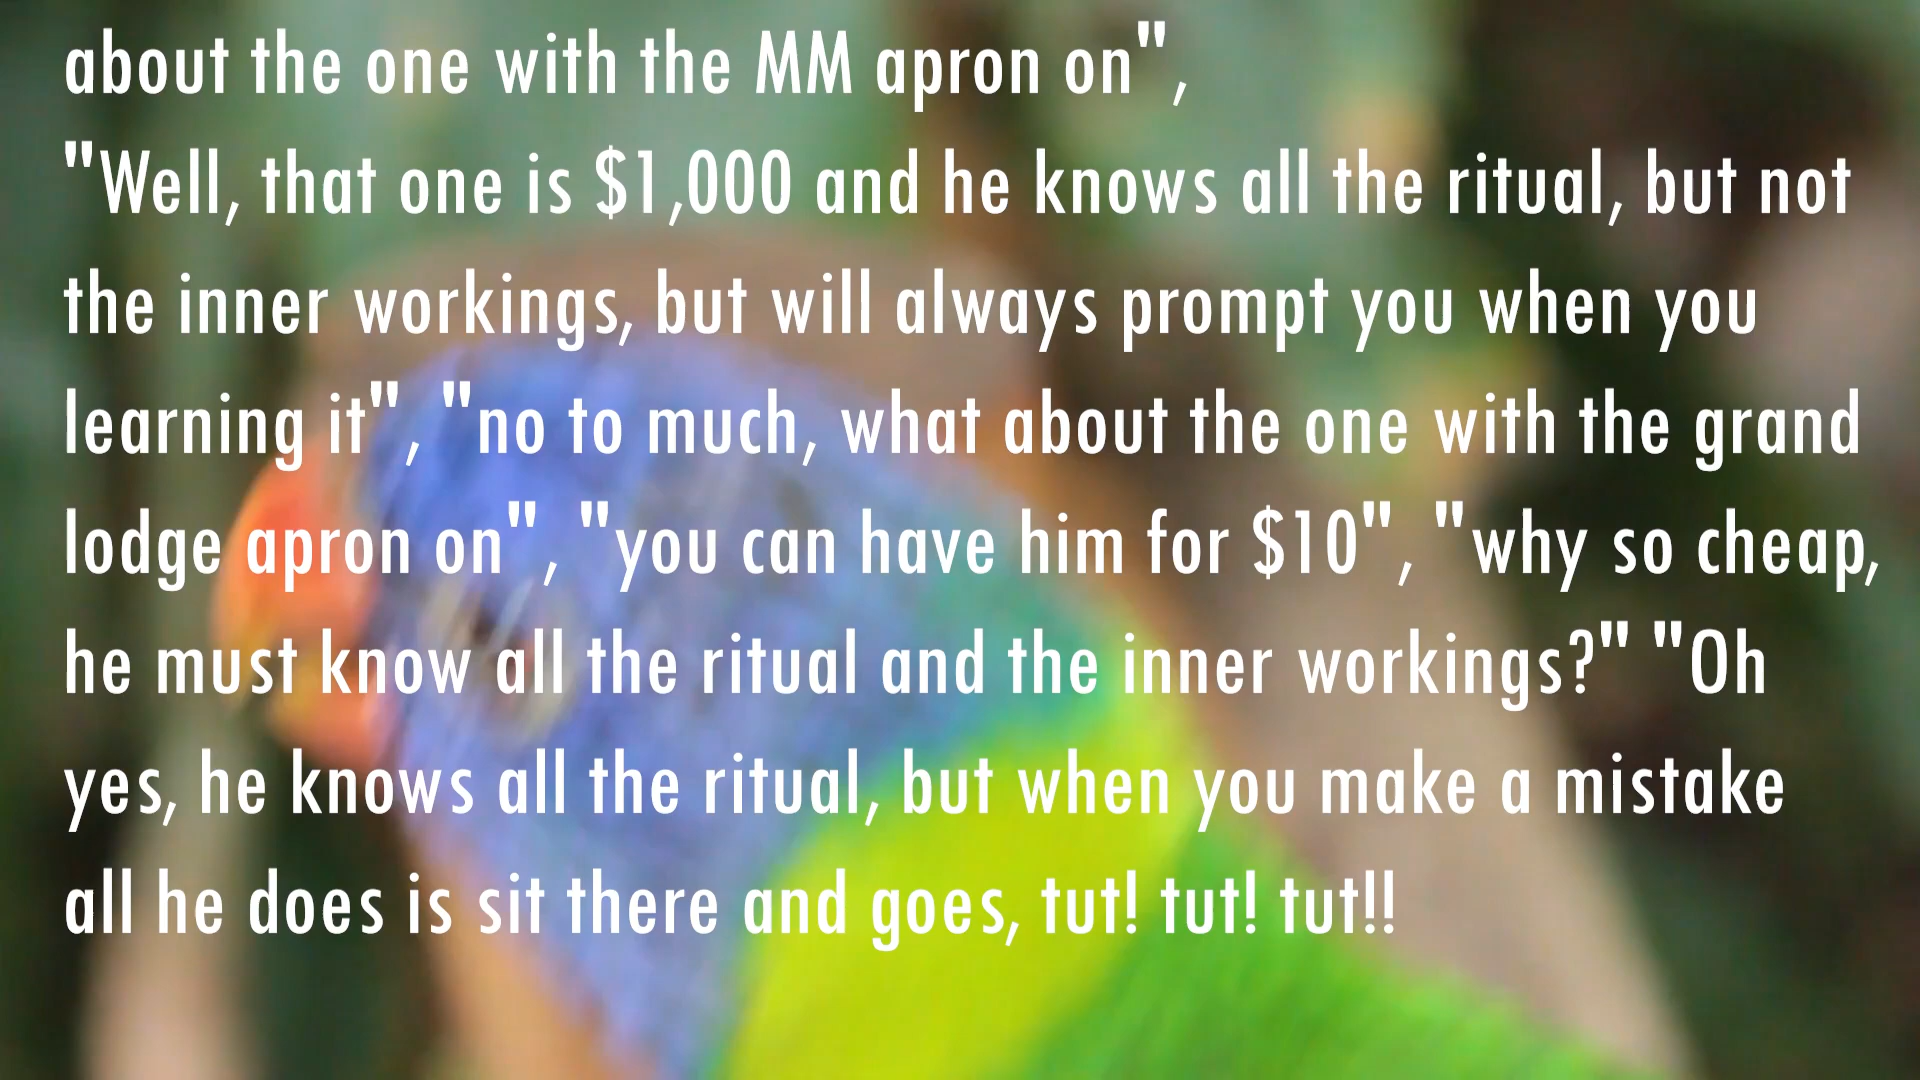 about the one with the MM apron on",
"Well, that one is $1,000 and he knows all the ritual, but not
the inner workings, but will always prompt you when you
learning it", "no to much, what about the one with the grand
lodge apron on", "you can have him for $10", "why so cheap,
he must know all the ritual and the inner workings?" "Oh
yes, he knows all the ritual, but when you make a mistake
all he does is sit there and goes, tut! tut! tut!!